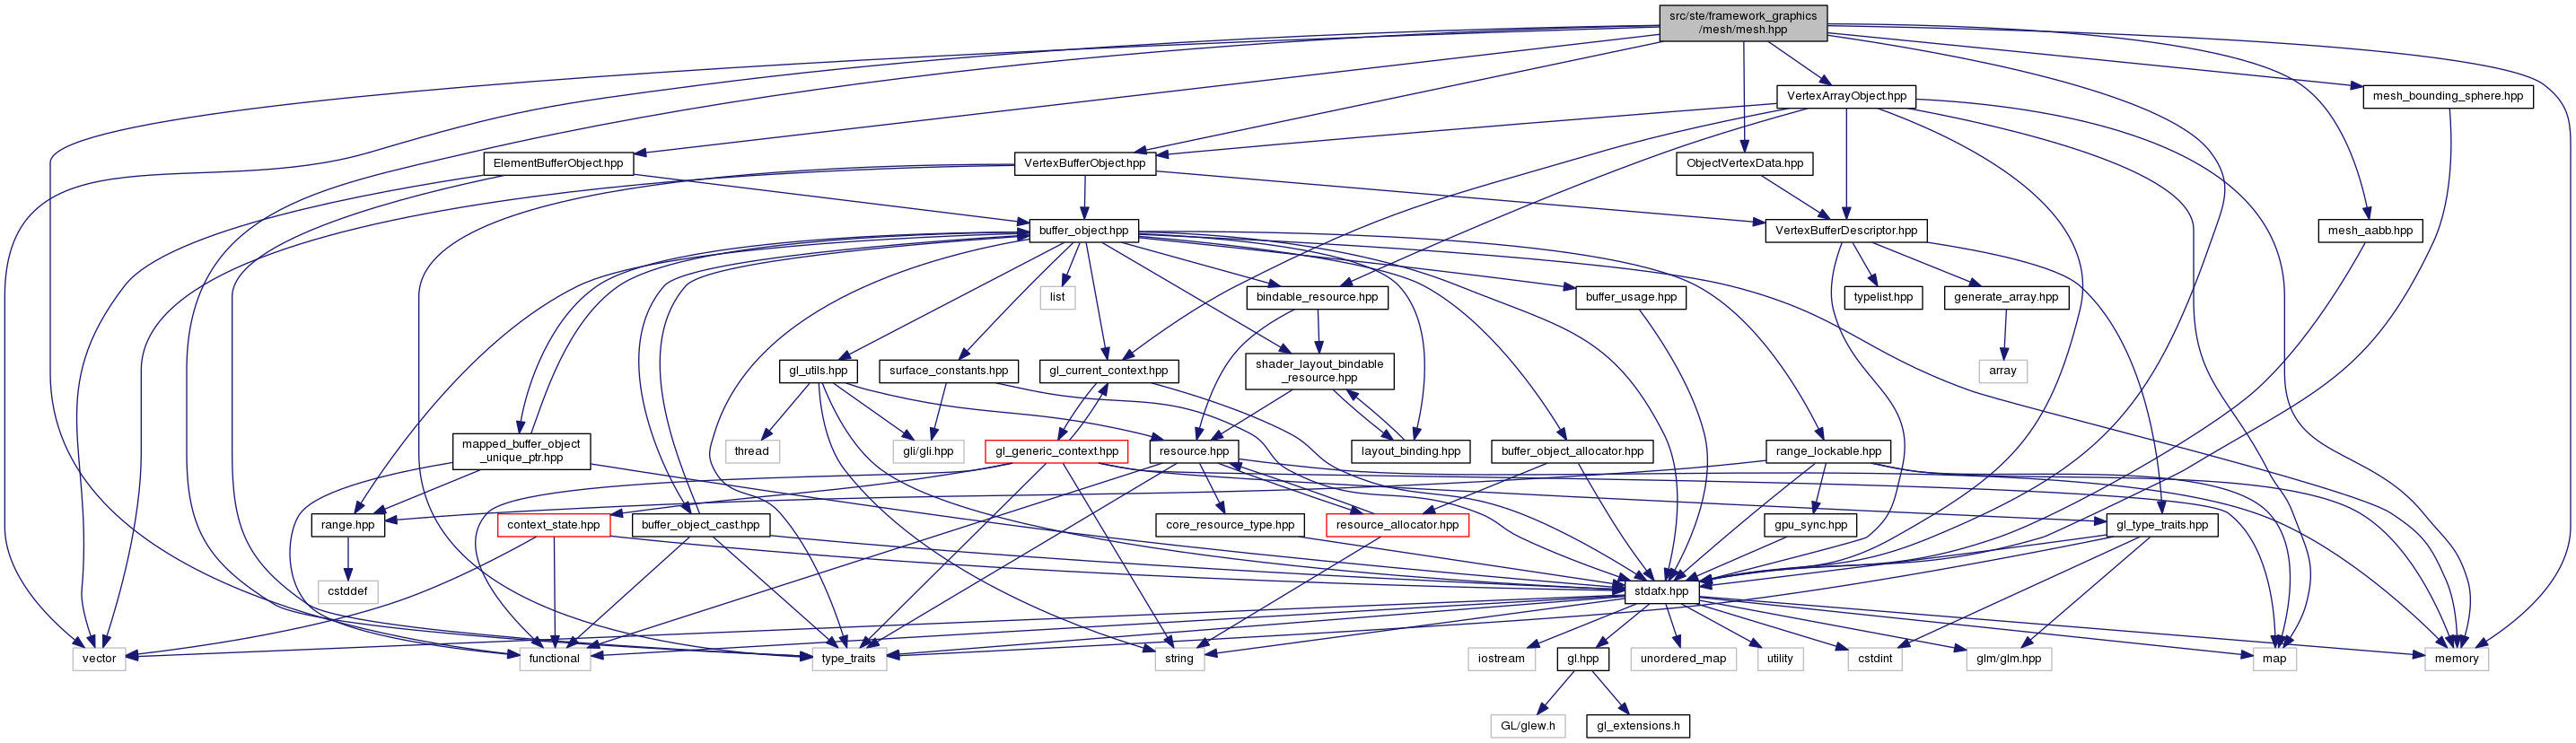 src/ste/framework_graphics
/mesh/mesh.hpp
VertexArrayObject.hpp
mesh_bounding_sphere.hpp
ElementBufferObject.hpp
VertexBufferObject.hpp
ObjectVertexData.hpp
buffer_object.hpp
VertexBufferDescriptor.hpp
mesh_aabb.hpp
list
bindable_resource.hpp
buffer_usage.hpp
typelist.hpp
generate_array.hpp
gl_utils.hpp
surface_constants.hpp
gl_current_context.hpp
shader_layout_bindable
_resource.hpp
array
mapped_buffer_object
_unique_ptr.hpp
thread
gli/gli.hpp
gl_generic_context.hpp
resource.hpp
layout_binding.hpp
buffer_object_allocator.hpp
range_lockable.hpp
range.hpp
context_state.hpp
buffer_object_cast.hpp
core_resource_type.hpp
resource_allocator.hpp
gpu_sync.hpp
gl_type_traits.hpp
cstddef
stdafx.hpp
vector
functional
type_traits
string
iostream
gl.hpp
unordered_map
utility
cstdint
glm/glm.hpp
map
memory
GL/glew.h
gl_extensions.h